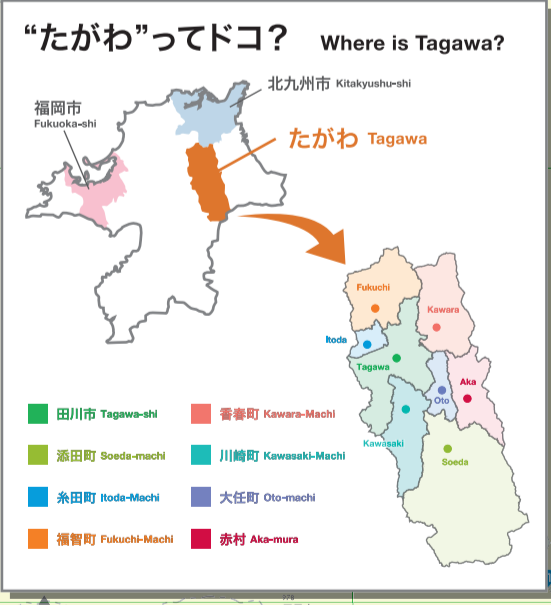 “たがわ”ってドコ？ Where is Tagawa?
北九州市 Kitakyushu-shi
福岡市
Fukuoka-shi
たがわ Tagawa
Fukuchi
Kawara
Itoda
Tagawa
Aka
Oto
Kawasaki
Soeda
田川市 Tagawa-shi
香春町 Kawara-Machi
添田町 Soeda-machi
川崎町 Kawasaki-Machi
糸田町 Itoda-Machi
大任町 Oto-machi
福智町 Fukuchi-Machi
赤村 Aka-mura